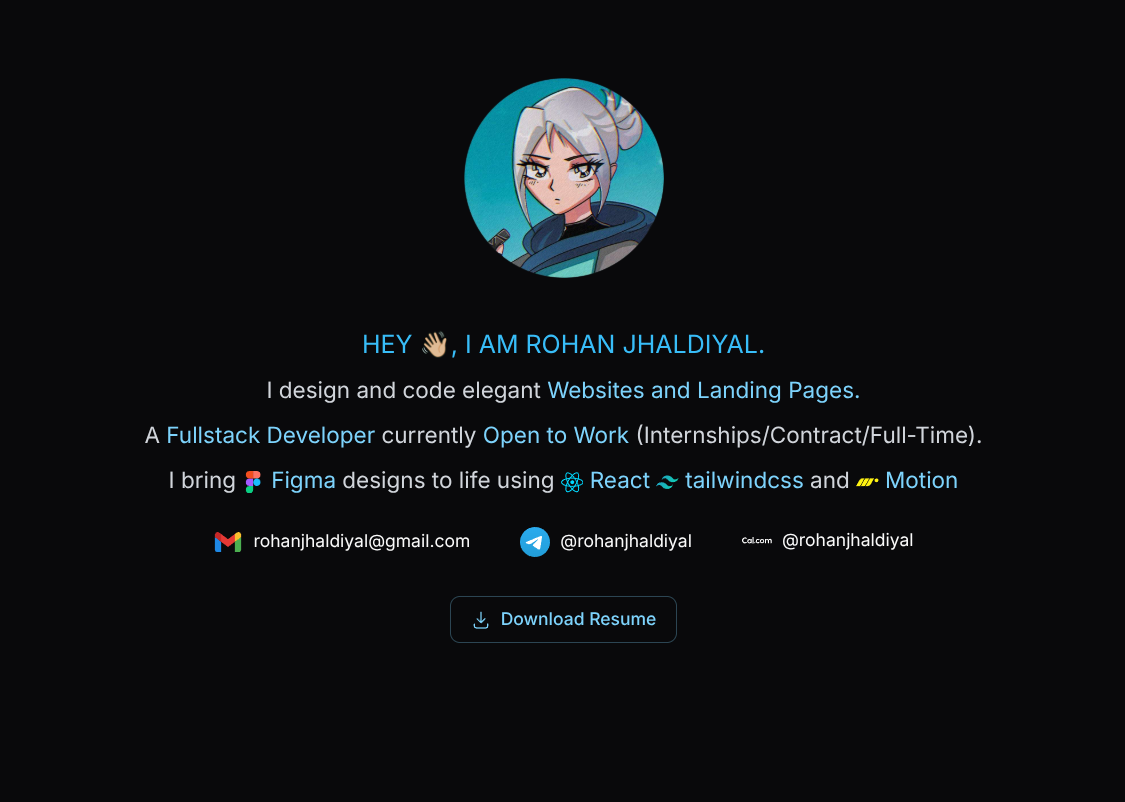 HEY 👋🏼, I AM ROHAN JHALDIYAL.
I design and code elegant Websites and Landing Pages.
A Fullstack Developer currently Open to Work (Internships/Contract/Full-Time).
I bring Figma designs to life using React tailwindcss and Motion
rohanjhaldiyal@gmail.com @rohanjhaldiyal Cal.com @rohanjhaldiyal
Download Resume